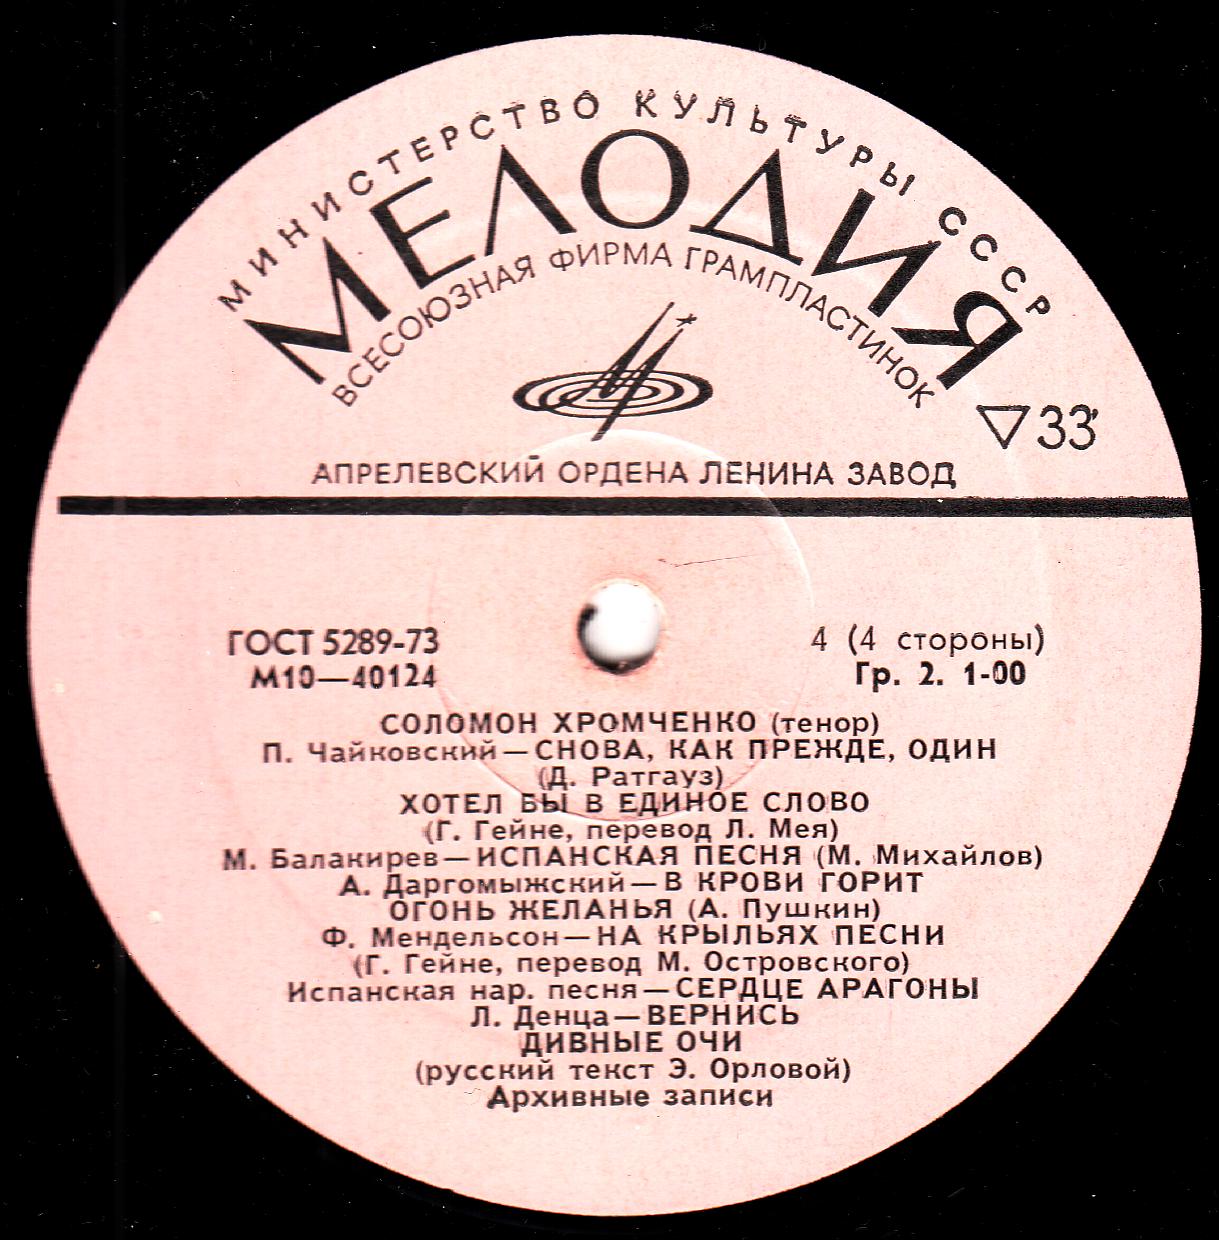 МИНИСТЕРСТВО КУЛЬТУРЫ СССР
МЕЛОДИЯ
ВСЕСОЮЗНАЯ ФИРМА ГРАМПЛАСТИНОК
▽33
АПРЕЛЕВСКИЙ ОРДЕНА ЛЕНИНА ЗАВОД
ГОСТ 5289-73
4 (4 стороны)
М10—40124
Гр. 2. 1-00
СОЛОМОН ХРОМЧЕНКО (тенор)
П. Чайковский—СНОВА, КАК ПРЕЖДЕ, ОДИН
(Д. Ратгауз)
ХОТЕЛ БЫ В ЕДИНОЕ СЛОВО
(Г. Гейне, перевод Л. Мея)
М. Балакирев—ИСПАНСКАЯ ПЕСНЯ (М. Михайлов)
А. Даргомыжский—В КРОВИ ГОРИТ
ОГОНЬ ЖЕЛАНЬЯ (А. Пушкин)
Ф. Мендельсон—НА КРЫЛЬЯХ ПЕСНИ
(Г. Гейне, перевод М. Островского)
Испанская нар. песня—СЕРДЦЕ АРАГОНЫ
Л. Денца—ВЕРНИСЬ
ДИВНЫЕ ОЧИ
(русский текст Э. Орловой)
Архивные записи